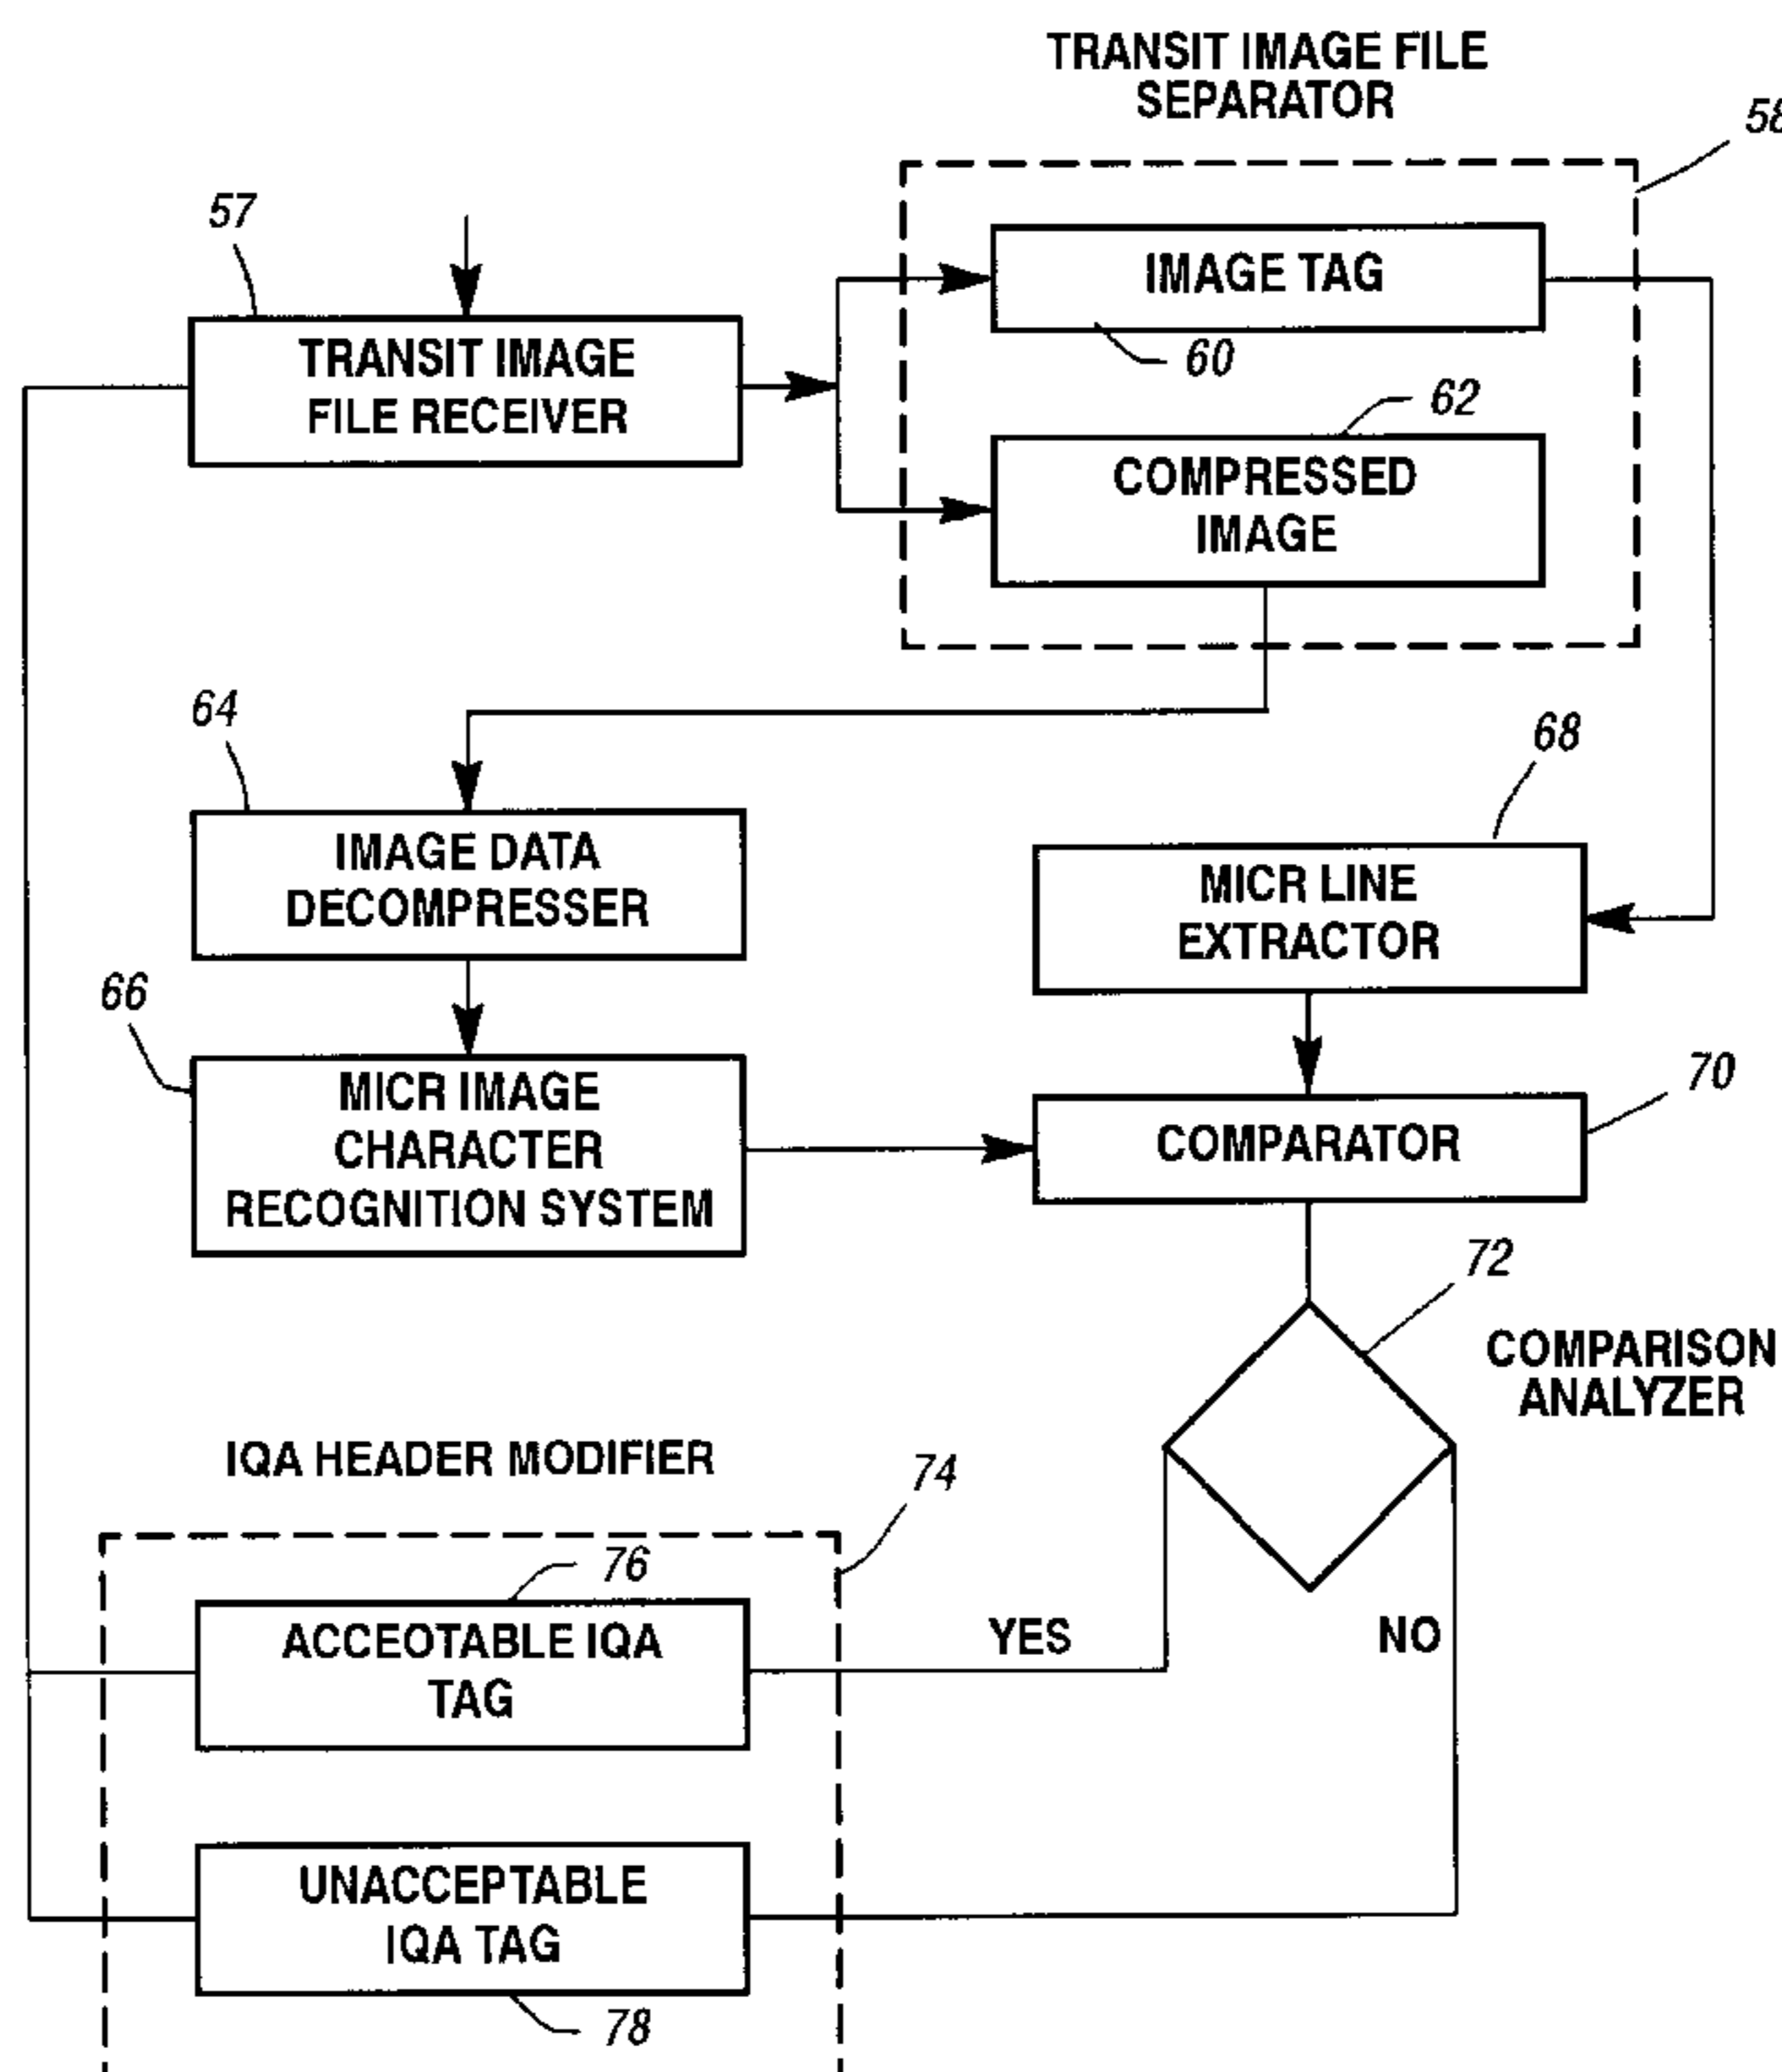 TRANSIT IMAGE FILE
SEPARATOR
58
57
IMAGE TAG
60
TRANSIT IMAGE
FILE RECEIVER
62
COMPRESSED
IMAGE
64
68
IMAGE DATA
DECOMPRESSER
MICR LINE
EXTRACTOR
66
MICR IMAGE
CHARACTER
RECOGNITION SYSTEM
70
COMPARATOR
72
COMPARISON
ANALYZER
IQA HEADER MODIFIER
74
76
ACCEOTABLE IQA
TAG
YES
NO
UNACCEPTABLE
IQA TAG
78